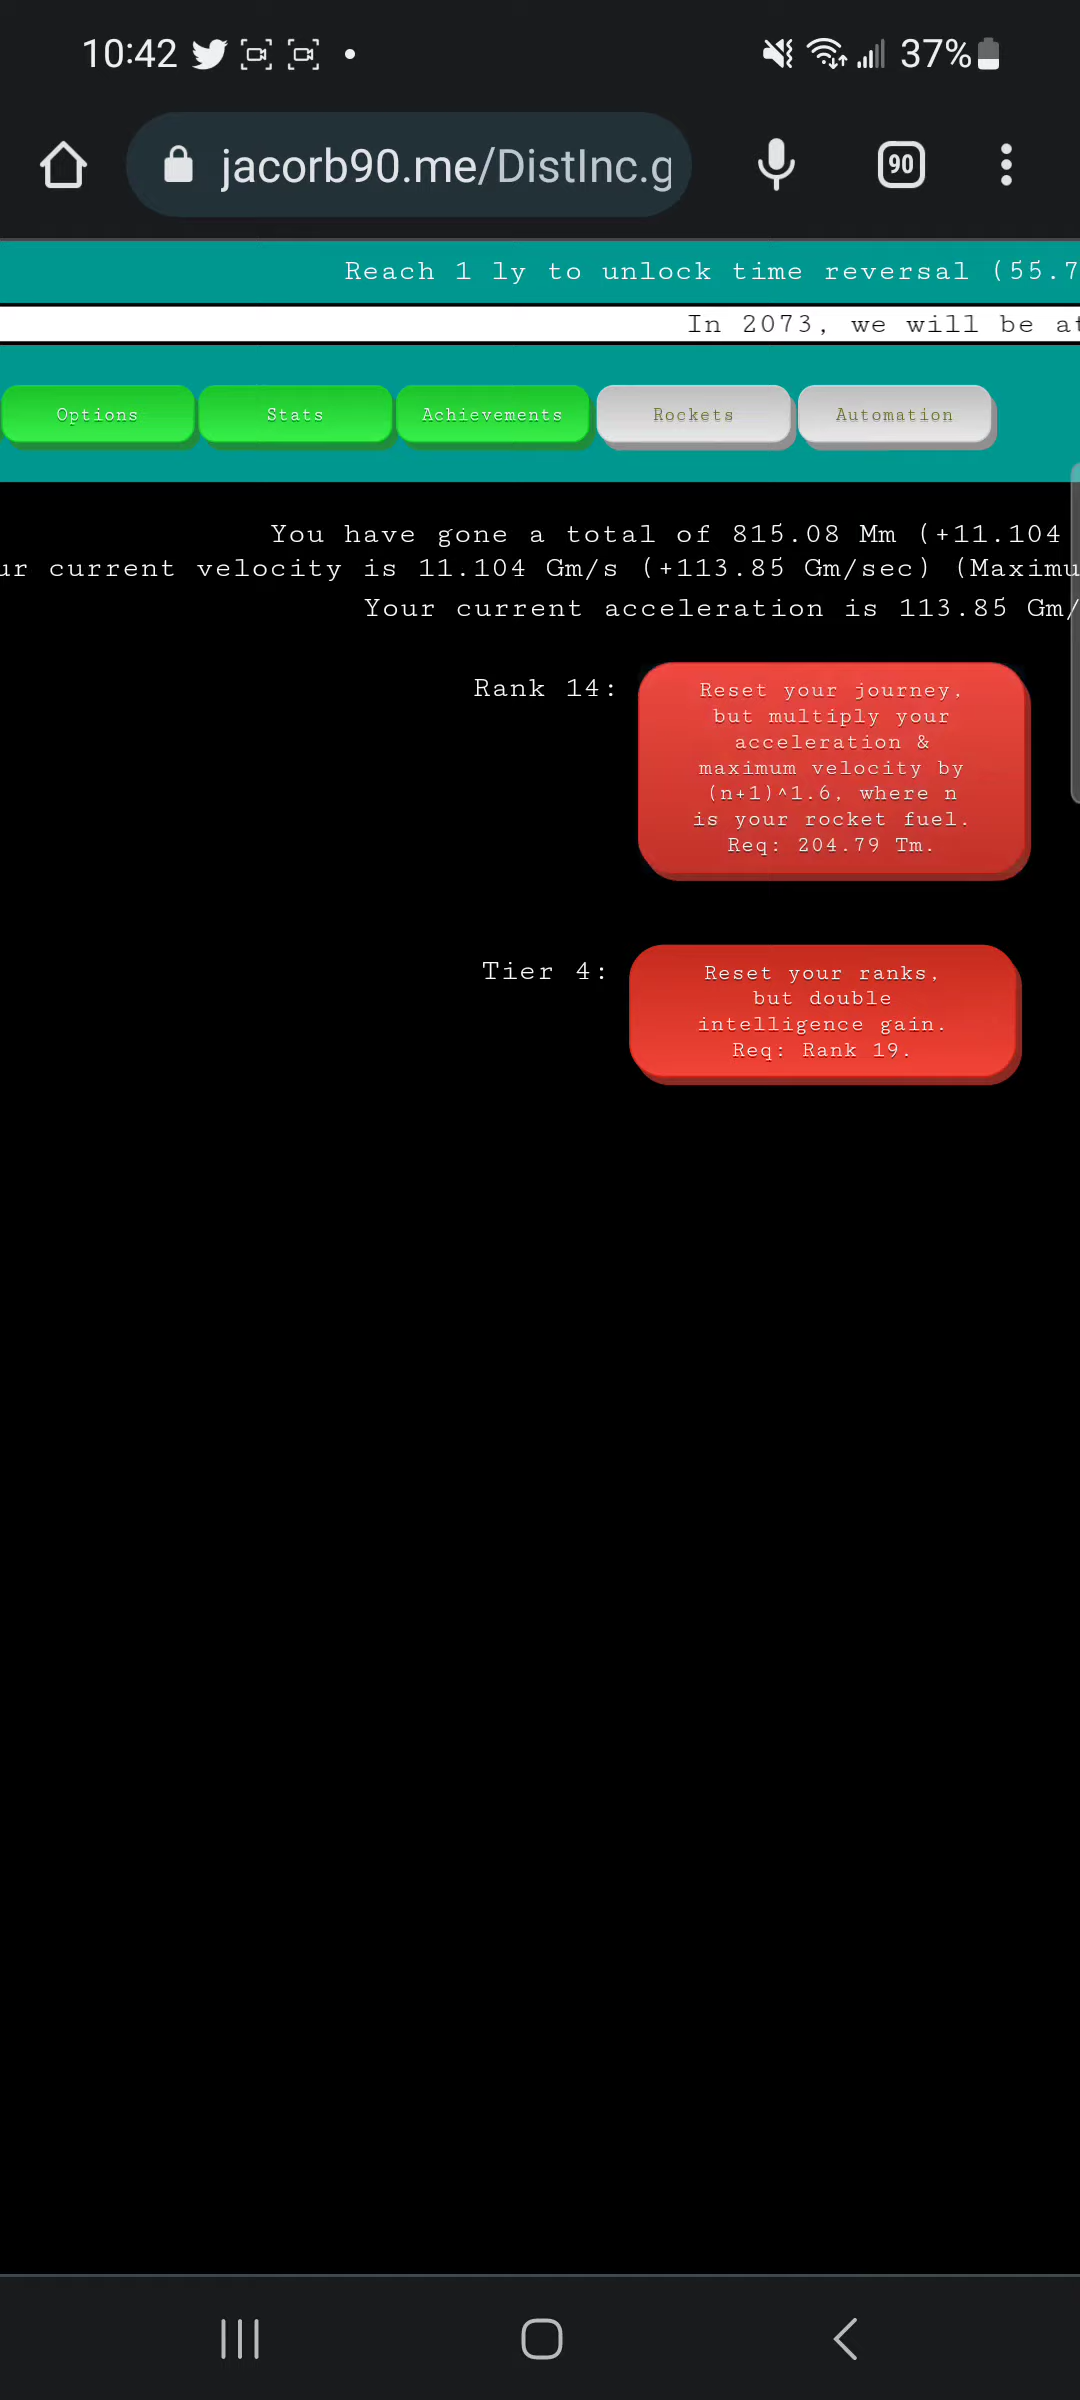 10:42
37%
jacorb90.me/DistInc.g
90
Reach 1 ly to unlock time reversal (55.7
In 2073, we will be at
Options Stats Achievements Rockets Automation
You have gone a total of 815.08 Mm (+11.104
ur current velocity is 11.104 Gm/s (+113.85 Gm/sec) (Maximu
Your current acceleration is 113.85 Gm/
Rank 14:
Reset your journey,
but multiply your
acceleration &
maximum velocity by
(n+1)^1.6, where n
is your rocket fuel.
Req: 204.79 Tm.
Tier 4:
Reset your ranks,
but double
intelligence gain.
Req: Rank 19.